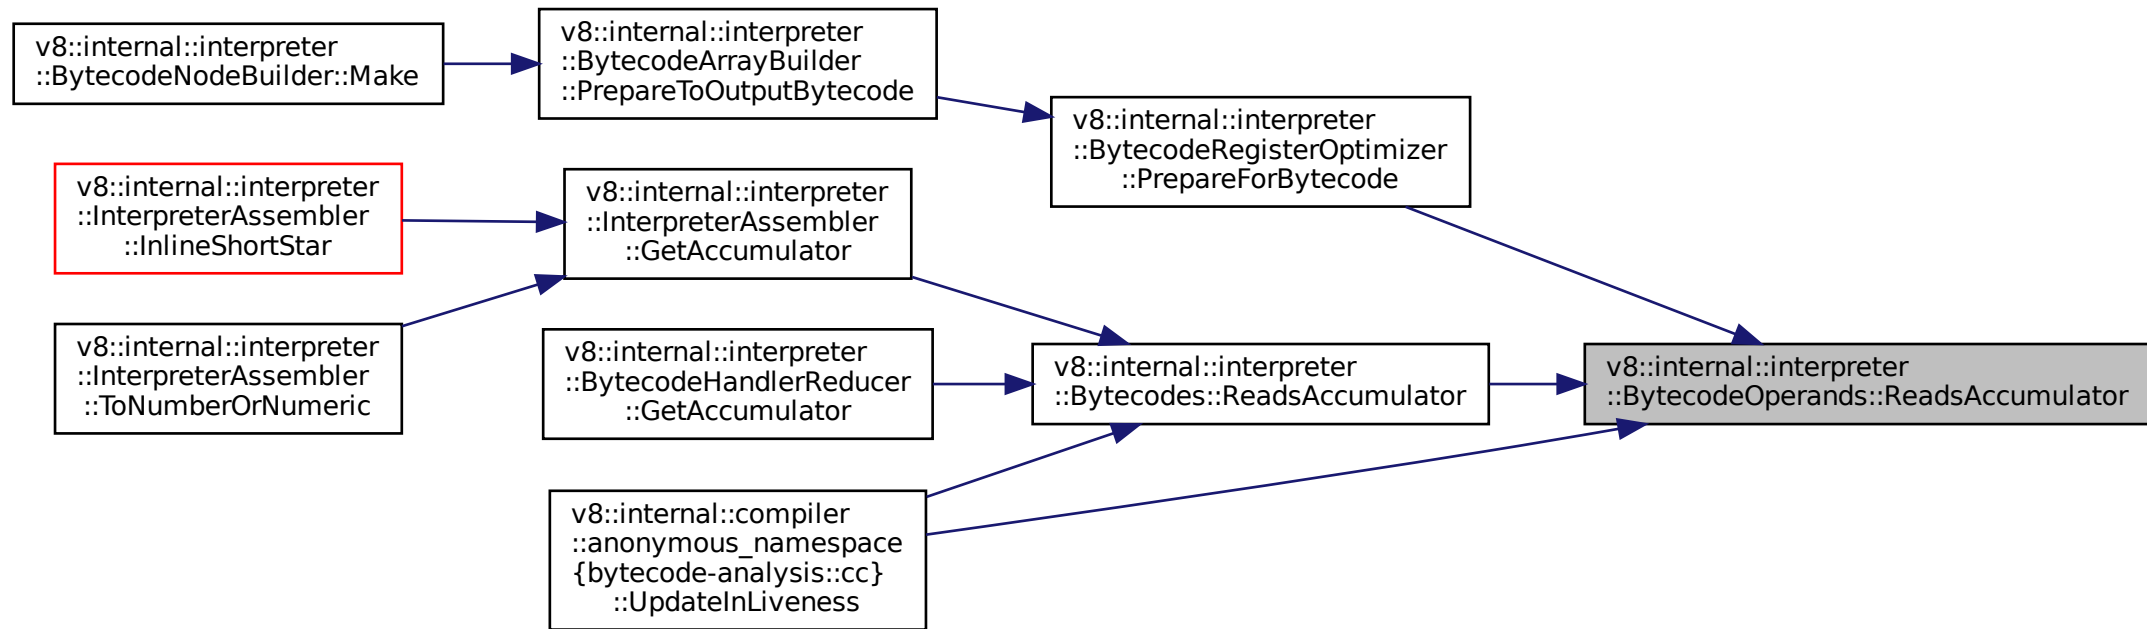 v8::internal::interpreter
::BytecodeNodeBuilder::Make
v8::internal::interpreter
::BytecodeArrayBuilder
::PrepareToOutputBytecode
v8::internal::interpreter
::BytecodeRegisterOptimizer
::PrepareForBytecode
v8::internal::interpreter
::InterpreterAssembler
::InlineShortStar
v8::internal::interpreter
::InterpreterAssembler
::GetAccumulator
v8::internal::interpreter
::InterpreterAssembler
::ToNumberOrNumeric
v8::internal::interpreter
::BytecodeHandlerReducer
::GetAccumulator
v8::internal::interpreter
::Bytecodes::ReadsAccumulator
v8::internal::interpreter
::BytecodeOperands::ReadsAccumulator
v8::internal::compiler
::anonymous_namespace
{bytecode-analysis::cc}
::UpdateInLiveness